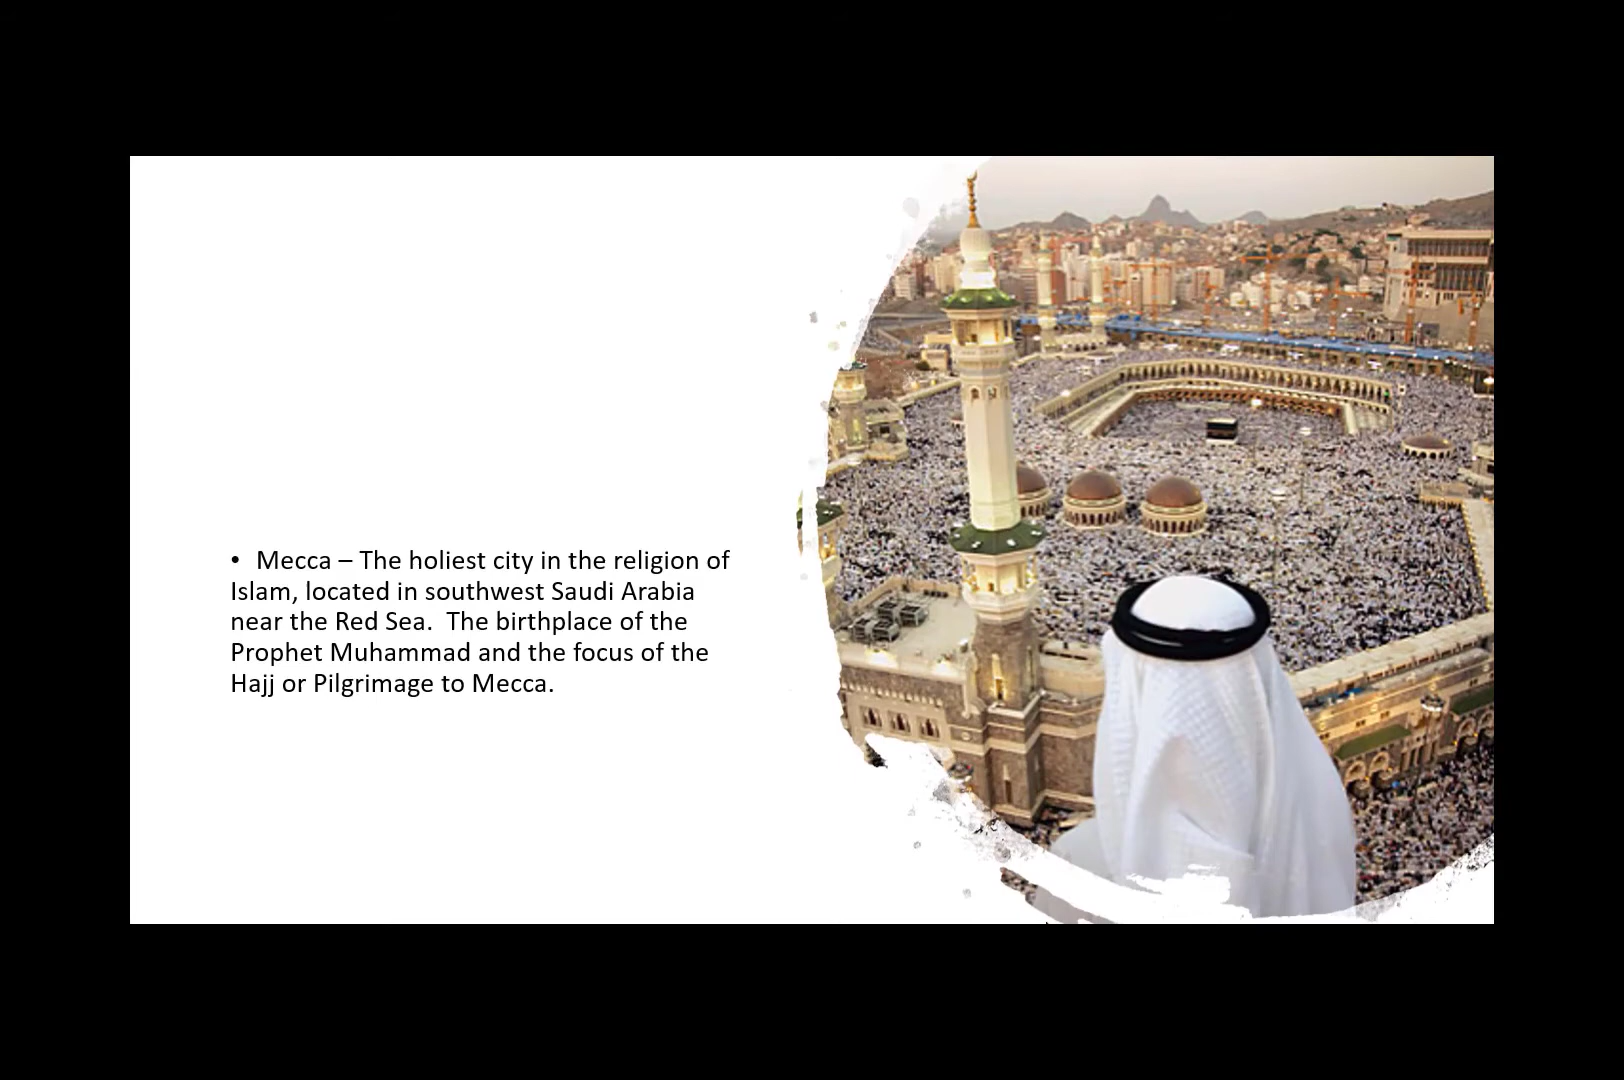 • Mecca – The holiest city in the religion of
Islam, located in southwest Saudi Arabia
near the Red Sea.  The birthplace of the
Prophet Muhammad and the focus of the
Hajj or Pilgrimage to Mecca.